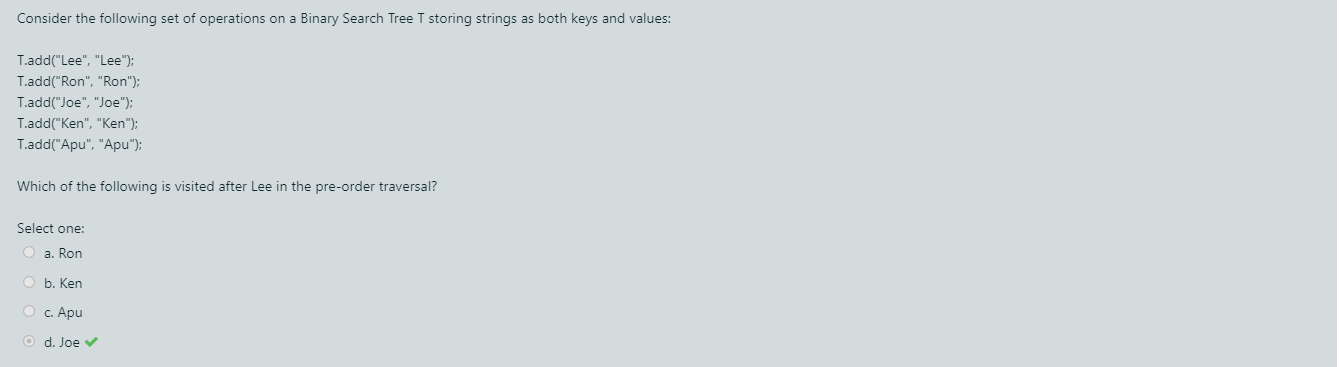 Consider the following set of operations on a Binary Search Tree T storing strings as both keys and values:
T.add("Lee", "Lee");
T.add("Ron", "Ron");
T.add("Joe", "Joe");
T.add("Ken", "Ken");
T.add("Apu", "Apu");
Which of the following is visited after Lee in the pre-order traversal?
Select one:
a. Ron
b. Ken
c. Apu
d. Joe